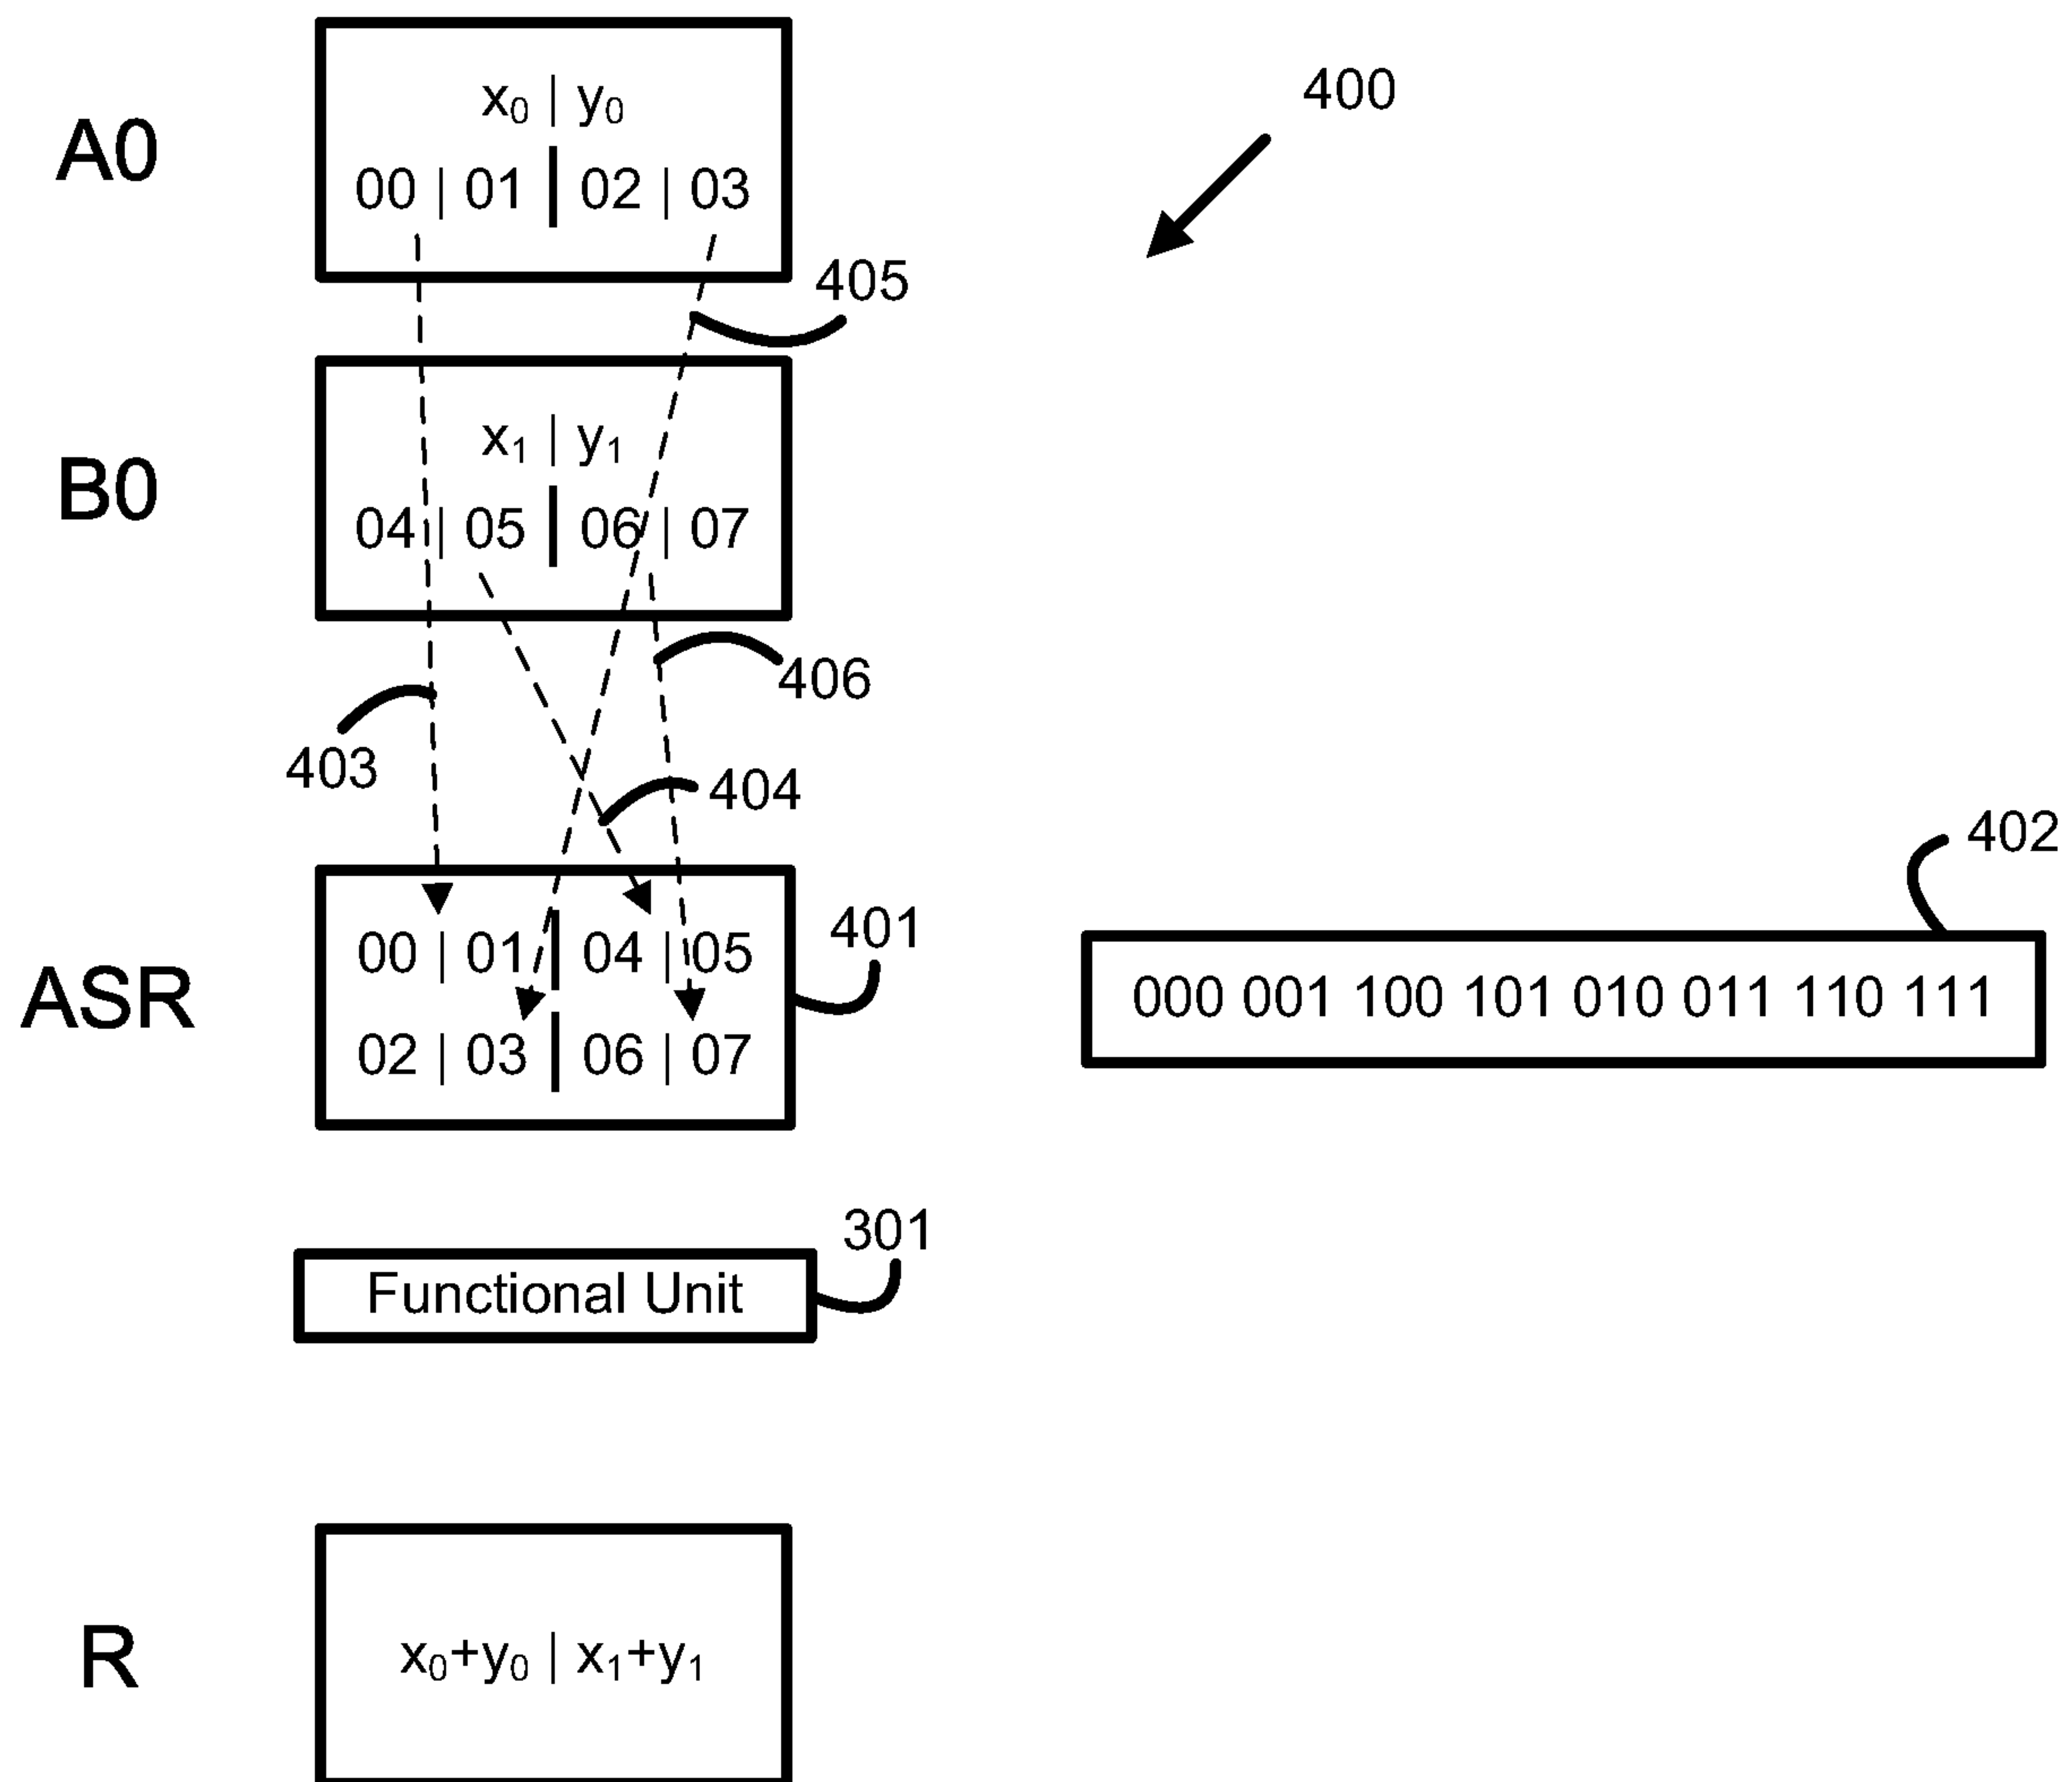 400
A0
x₀ | y₀
00 | 01 | 02 | 03
405
B0
x₁ | y₁
04 | 05 | 06 | 07
406
403
404
402
ASR
00 | 01 | 04 | 05
02 | 03 | 06 | 07
401
000 001 100 101 010 011 110 111
301
Functional Unit
R
x₀+y₀ | x₁+y₁